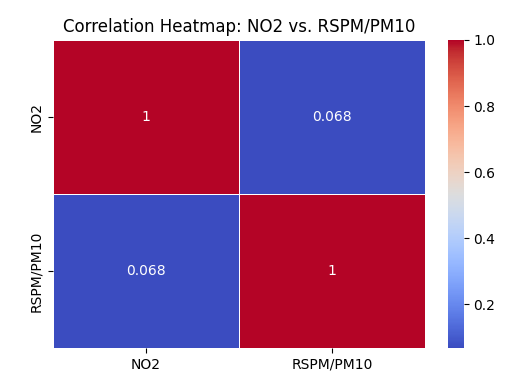 Correlation Heatmap: NO2 vs. RSPM/PM10
NO2
1
0.068
RSPM/PM10
0.068
1
NO2
RSPM/PM10
1.0
0.8
0.6
0.4
0.2